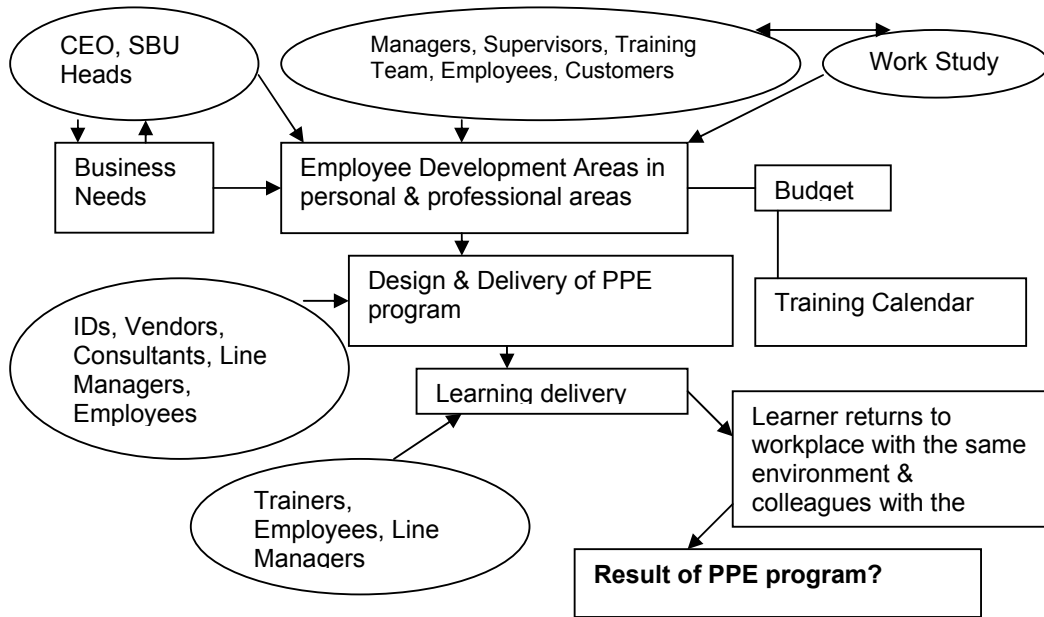 CEO, SBU
Heads
Managers, Supervisors, Training
Team, Employees, Customers
Work Study
Business
Needs
Employee Development Areas in
personal & professional areas
Budget
Design & Delivery of PPE
program
Training Calendar
IDs, Vendors,
Consultants, Line
Managers,
Employees
Learning delivery
Learner returns to
workplace with the same
environment &
colleagues with the
Trainers,
Employees, Line
Managers
Result of PPE program?